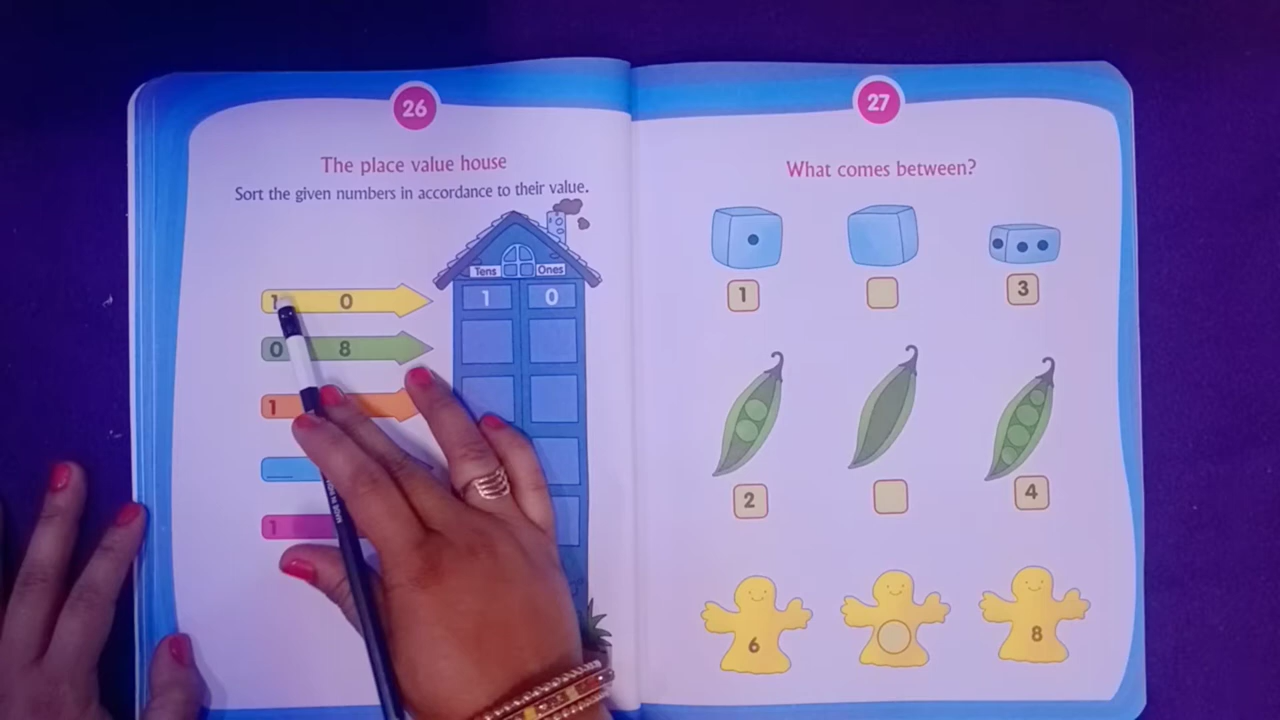 26
The place value house
Sort the given numbers in accordance to their value.
Tens Ones
1 0 1 0
0 8
1
1
27
What comes between?
1 3
2 4
6 8